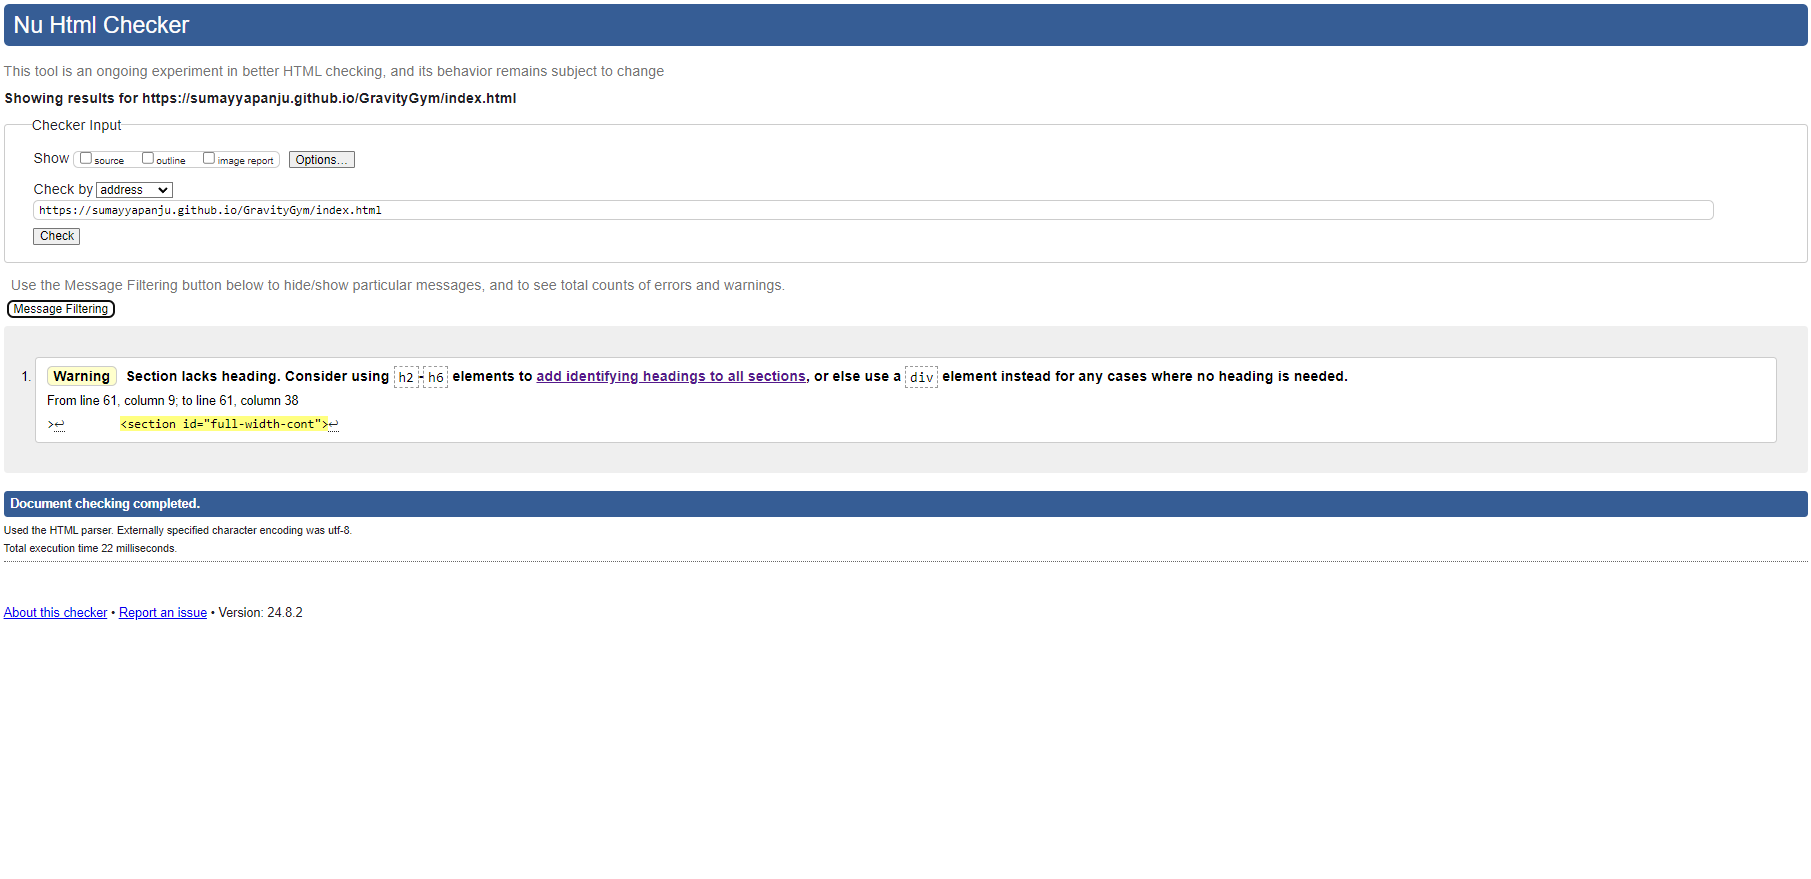 Nu Html Checker
This tool is an ongoing experiment in better HTML checking, and its behavior remains subject to change
Showing results for https://sumayyapanju.github.io/GravityGym/index.html
Checker Input
Show source outline image report Options...
Check by address
https://sumayyapanju.github.io/GravityGym/index.html
Check
Use the Message Filtering button below to hide/show particular messages, and to see total counts of errors and warnings.
Message Filtering
1. Warning Section lacks heading. Consider using h2-h6 elements to add identifying headings to all sections, or else use a div element instead for any cases where no heading is needed.
From line 61, column 9; to line 61, column 38
>↩ <section id="full-width-cont">↩
Document checking completed.
Used the HTML parser. Externally specified character encoding was utf-8.
Total execution time 22 milliseconds.
About this checker • Report an issue • Version: 24.8.2